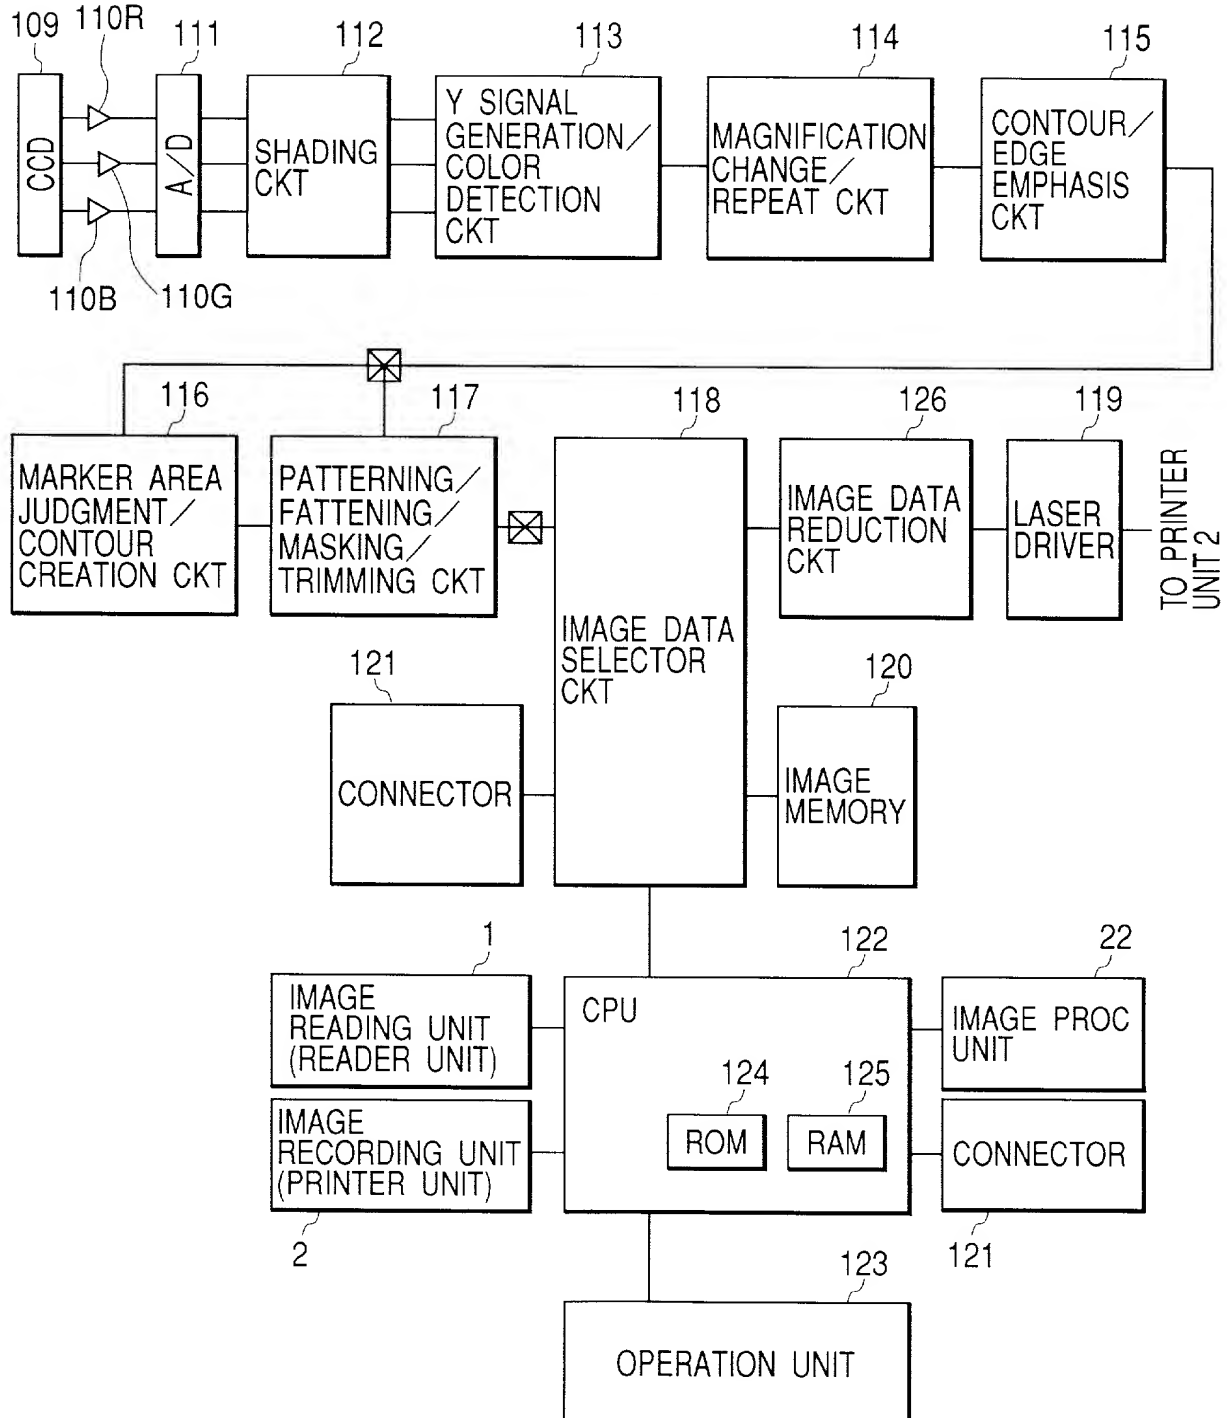 109
110R
111
112
113
114
115
CCD
A/D
SHADING
CKT
Y SIGNAL
GENERATION/
COLOR
DETECTION
CKT
MAGNIFICATION
CHANGE/
REPEAT CKT
CONTOUR/
EDGE
EMPHASIS
CKT
110B
110G
116
117
118
126
119
MARKER AREA
JUDGMENT/
CONTOUR
CREATION CKT
PATTERNING/
FATTENING/
MASKING/
TRIMMING CKT
IMAGE DATA
SELECTOR
CKT
IMAGE DATA
REDUCTION
CKT
LASER
DRIVER
TO PRINTER
UNIT 2
121
CONNECTOR
120
IMAGE
MEMORY
1
IMAGE
READING UNIT
(READER UNIT)
122
CPU
22
IMAGE PROC
UNIT
124
ROM
125
RAM
IMAGE
RECORDING UNIT
(PRINTER UNIT)
2
CONNECTOR
121
123
OPERATION UNIT